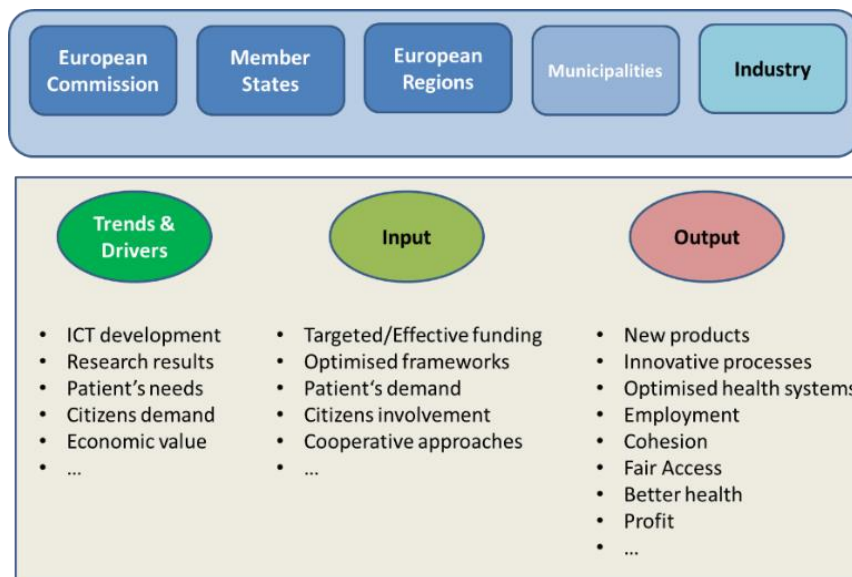 European
Commission
Member
States
European
Regions
Municipalities
Industry
Trends &
Drivers
• ICT development
• Research results
• Patient’s needs
• Citizens demand
• Economic value
• ...
Input
• Targeted/Effective funding
• Optimised frameworks
• Patient‘s demand
• Citizens involvement
• Cooperative approaches
• ...
Output
• New products
• Innovative processes
• Optimised health systems
• Employment
• Cohesion
• Fair Access
• Better health
• Profit
• ...